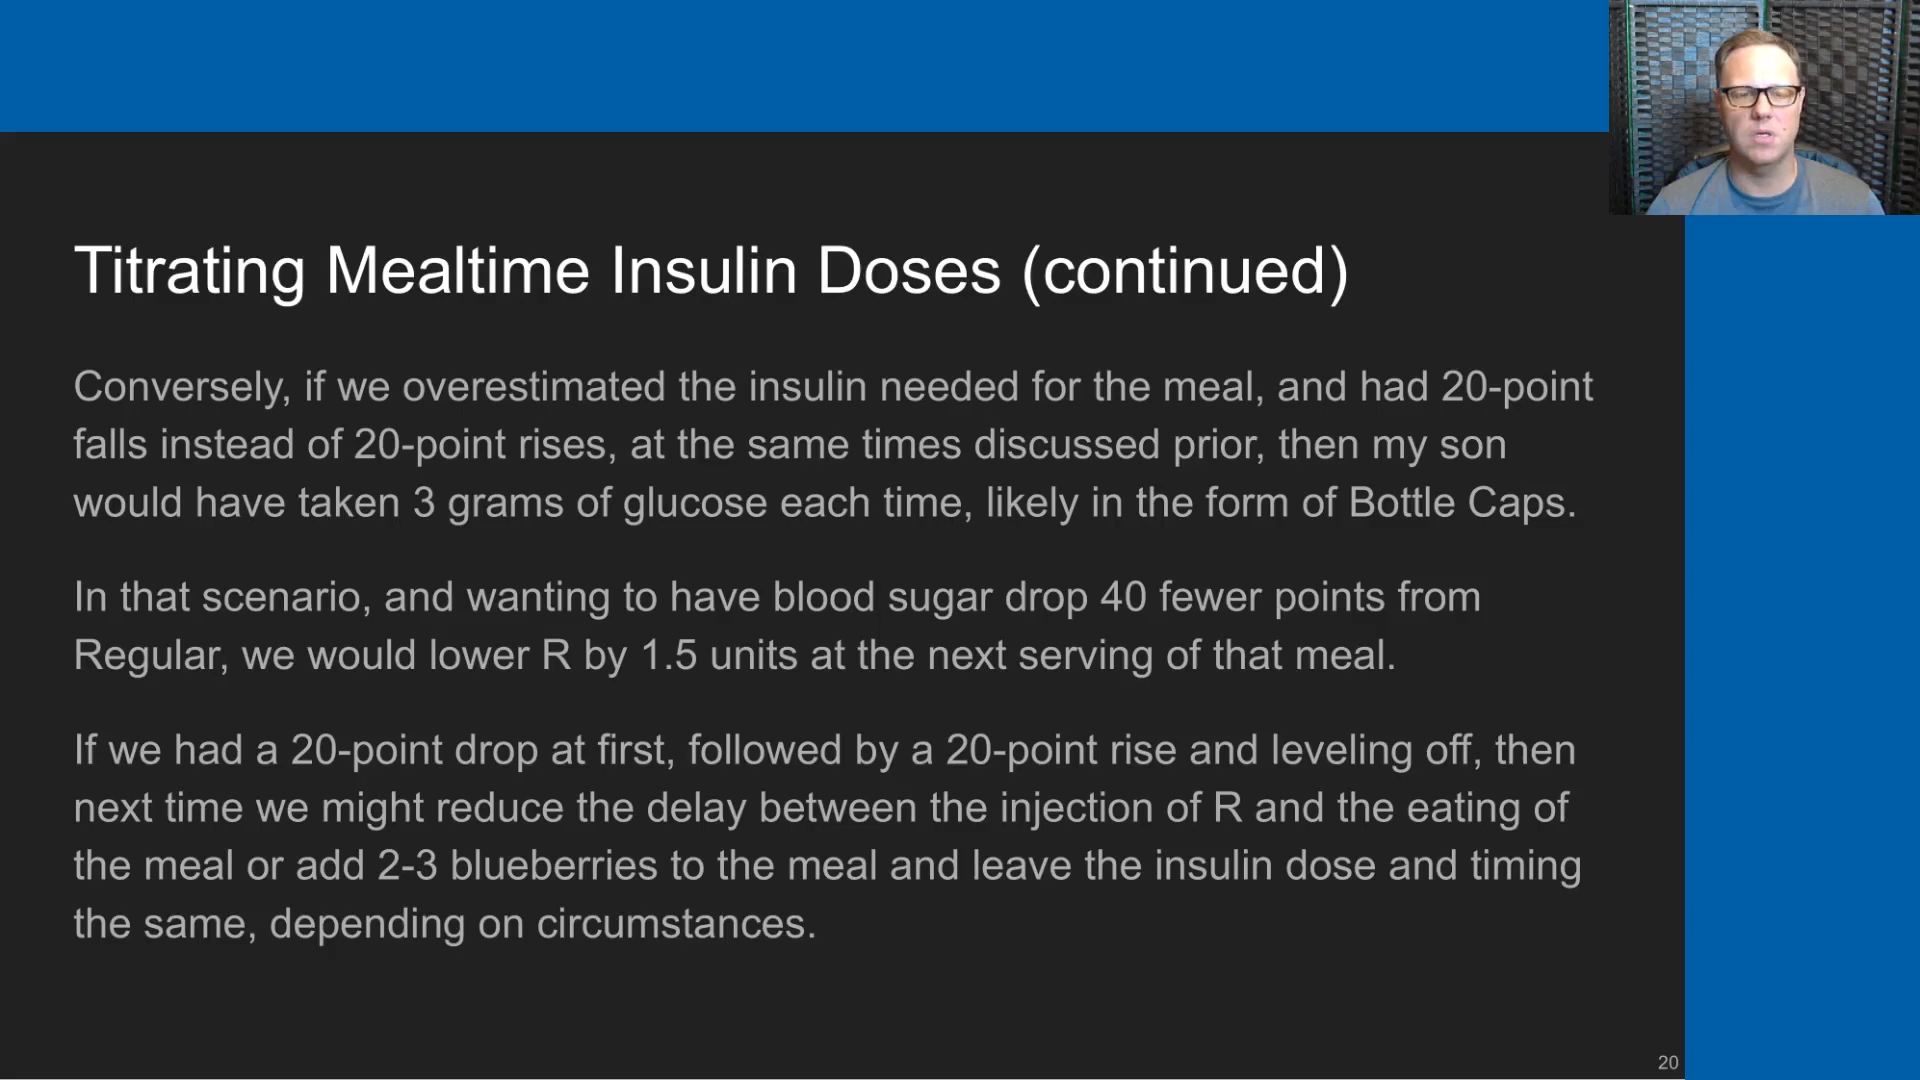 Titrating Mealtime Insulin Doses (continued)
Conversely, if we overestimated the insulin needed for the meal, and had 20-point
falls instead of 20-point rises, at the same times discussed prior, then my son
would have taken 3 grams of glucose each time, likely in the form of Bottle Caps.
In that scenario, and wanting to have blood sugar drop 40 fewer points from
Regular, we would lower R by 1.5 units at the next serving of that meal.
If we had a 20-point drop at first, followed by a 20-point rise and leveling off, then
next time we might reduce the delay between the injection of R and the eating of
the meal or add 2-3 blueberries to the meal and leave the insulin dose and timing
the same, depending on circumstances.
20